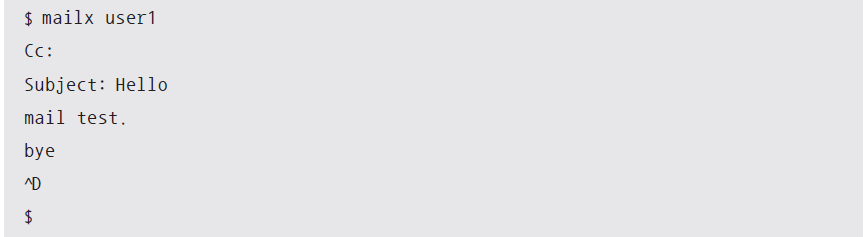 $ mailx user1
Cc:
Subject: Hello
mail test.
bye
^D
$